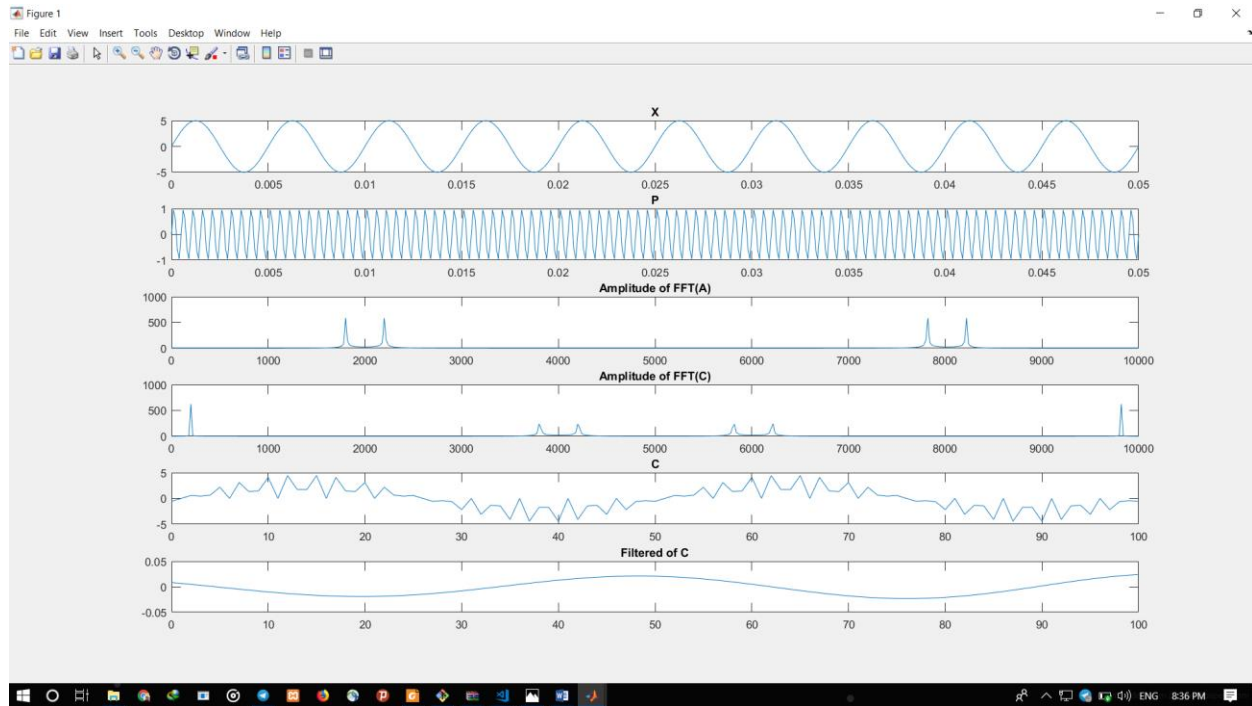 Figure 1
File Edit View Insert Tools Desktop Window Help
X
5
0
-5
0 0.005 0.01 0.015 0.02 0.025 0.03 0.035 0.04 0.045 0.05
P
1
0
-1
0 0.005 0.01 0.015 0.02 0.025 0.03 0.035 0.04 0.045 0.05
Amplitude of FFT(A)
1000
500
0
0 1000 2000 3000 4000 5000 6000 7000 8000 9000 10000
Amplitude of FFT(C)
1000
500
0
0 1000 2000 3000 4000 5000 6000 7000 8000 9000 10000
C
5
0
-5
0 10 20 30 40 50 60 70 80 90 100
Filtered of C
0.05
0
-0.05
0 10 20 30 40 50 60 70 80 90 100
ENG 8:36 PM